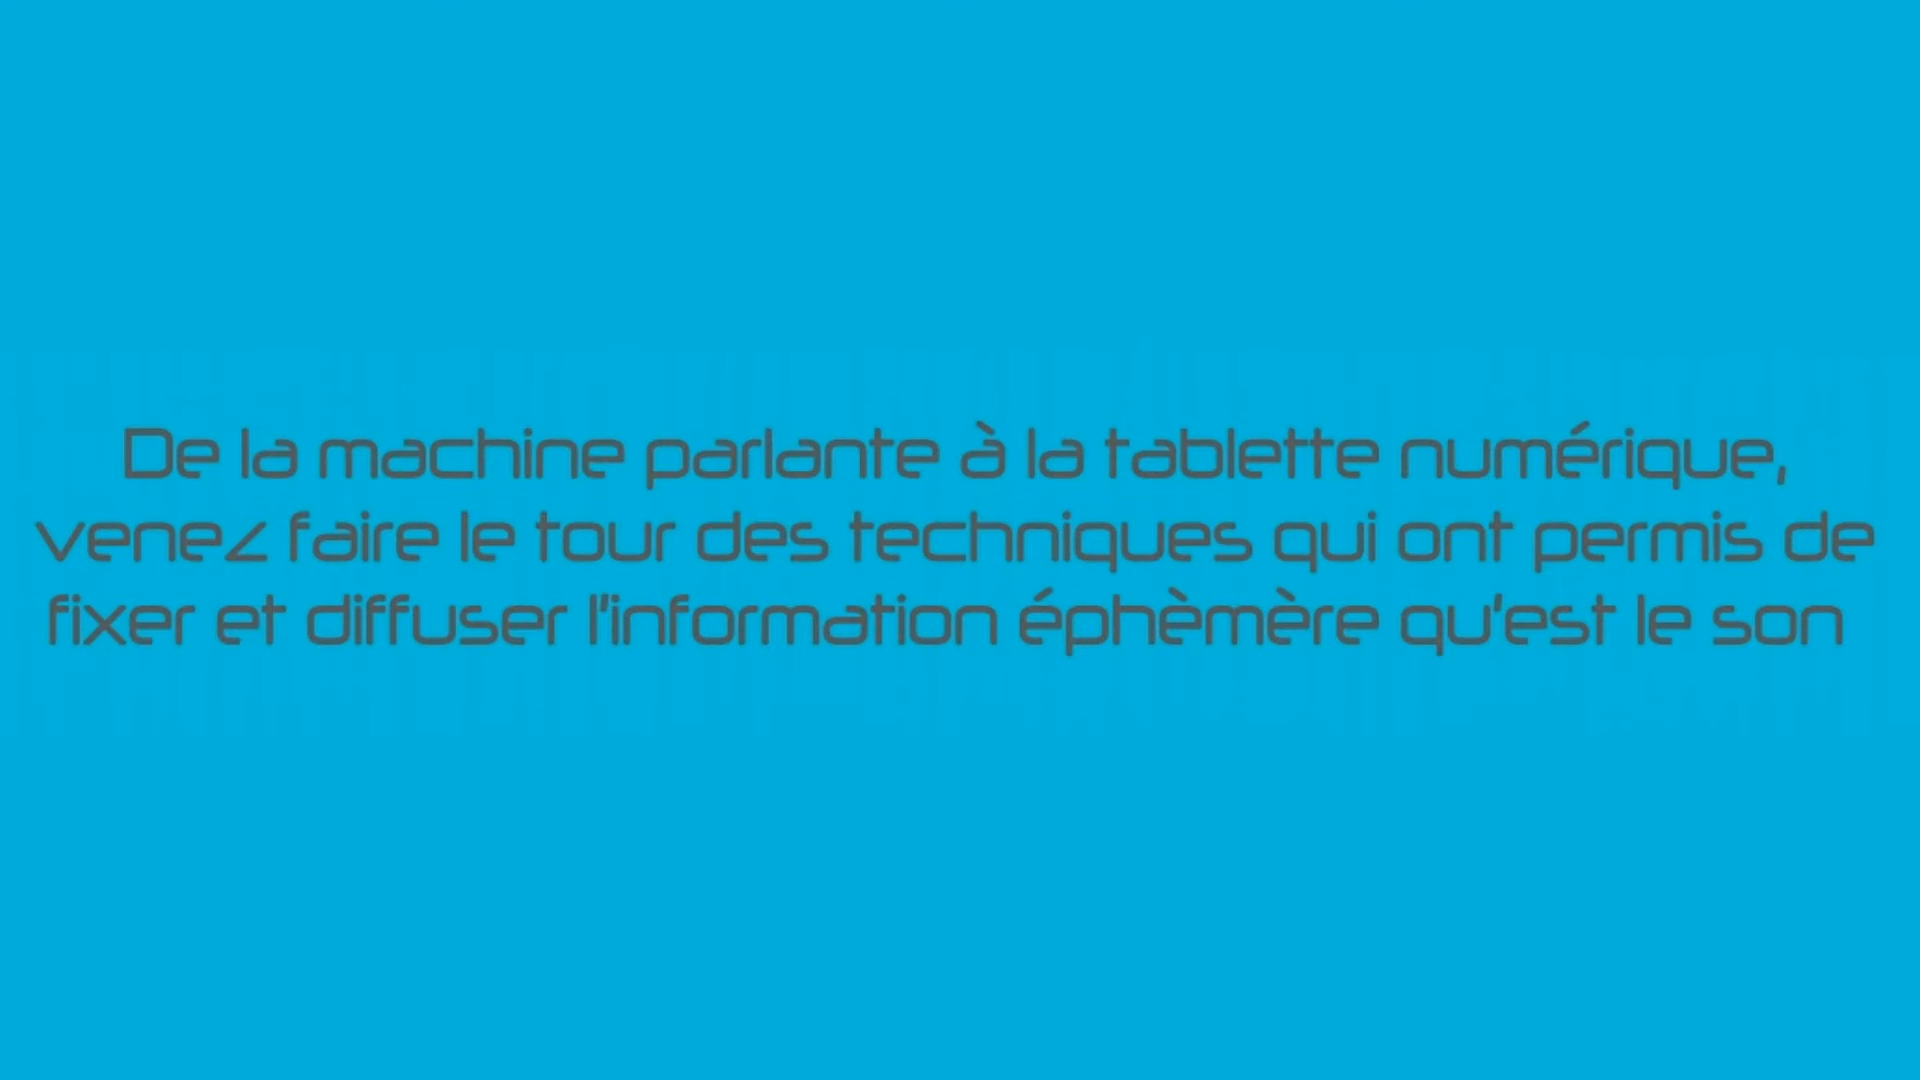 De la machine parlante à la tablette numérique,
venez faire le tour des techniques qui ont permis de
fixer et diffuser l'information éphèmère qu'est le son